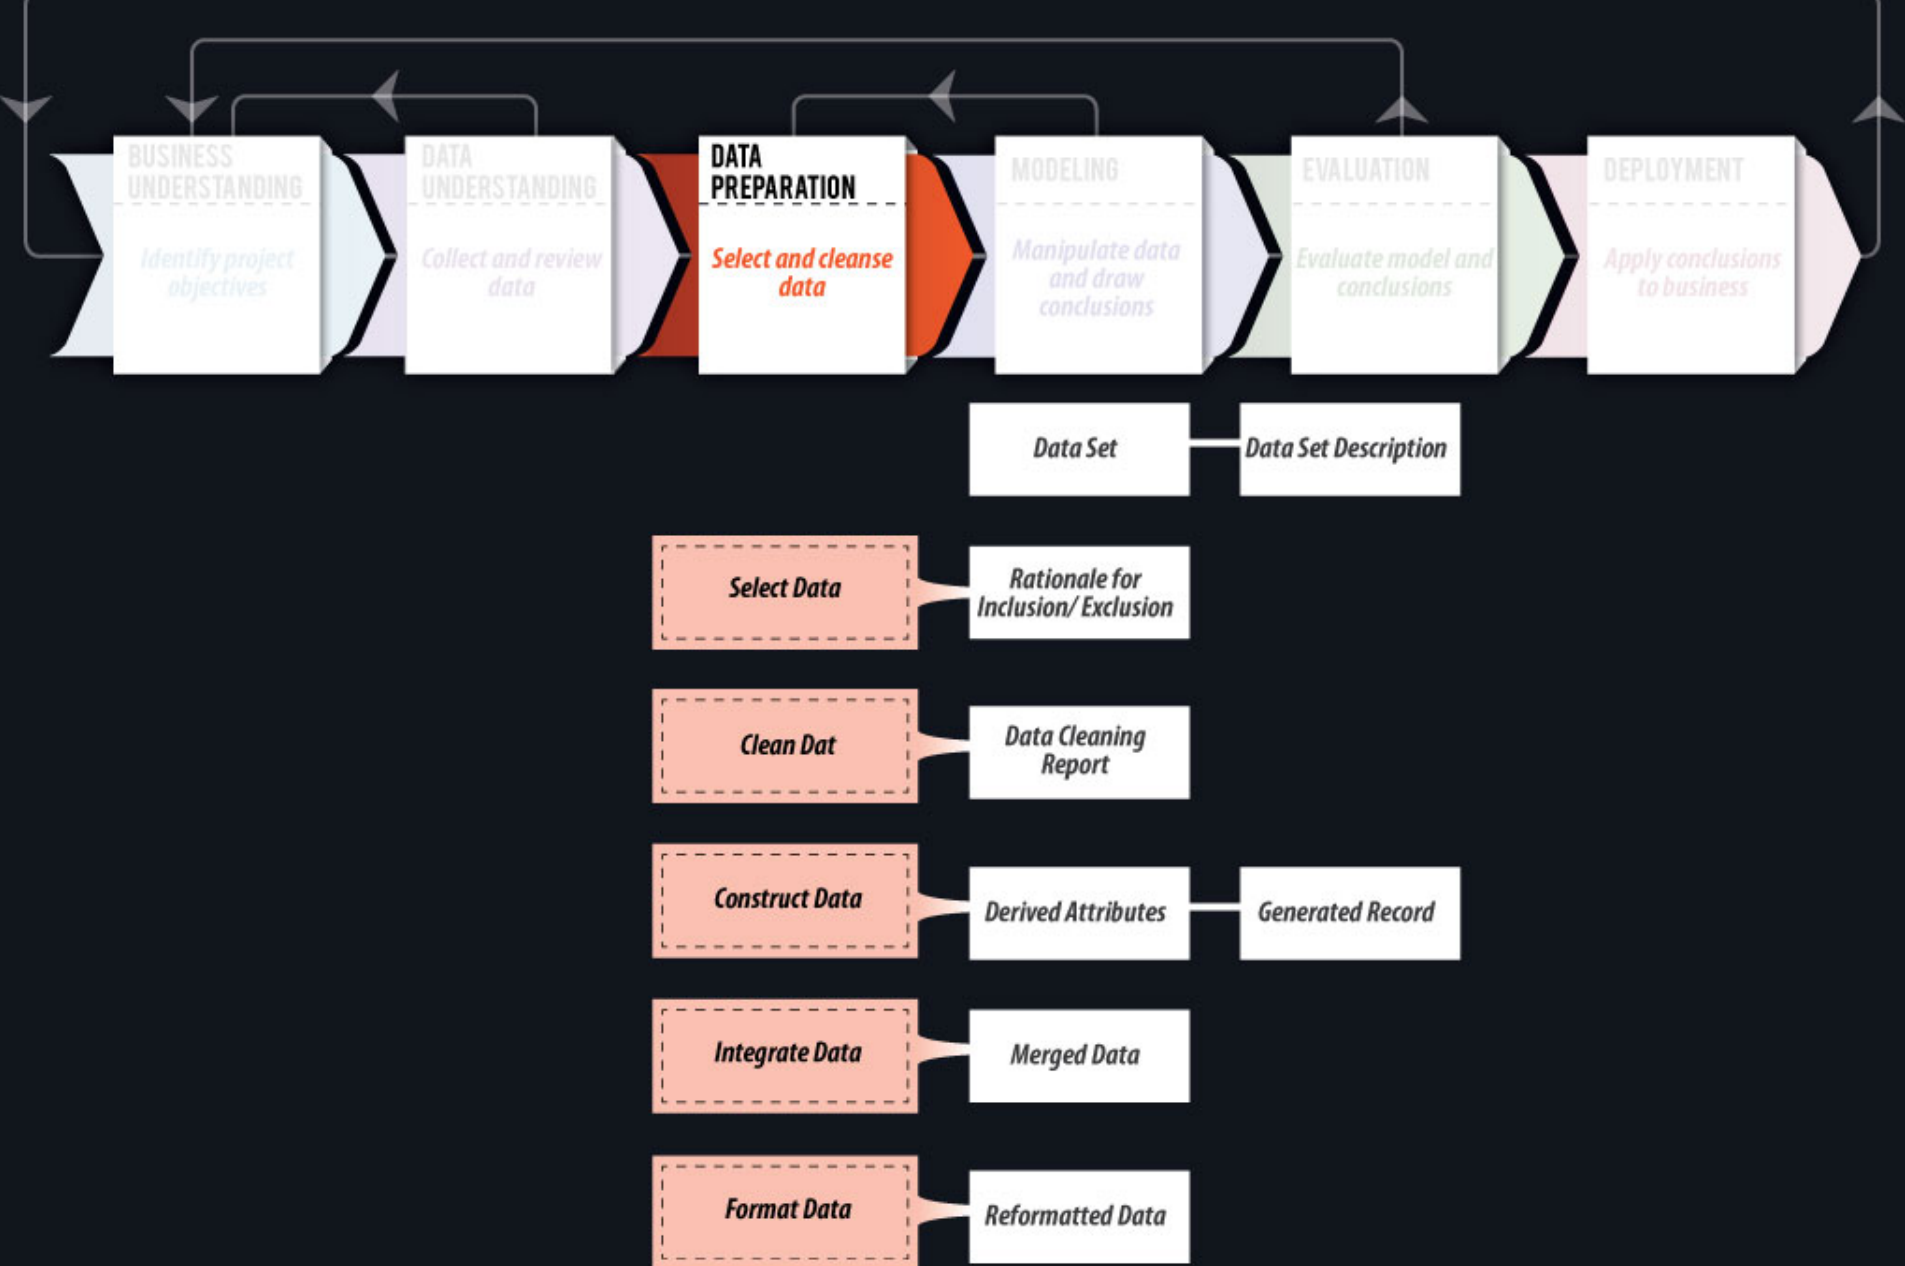 BUSINESS
UNDERSTANDING
Identify project
objectives
DATA
UNDERSTANDING
Collect and review
data
DATA
PREPARATION
Select and cleanse
data
MODELING
Manipulate data
and draw
conclusions
EVALUATION
Evaluate model and
conclusions
DEPLOYMENT
Apply conclusions
to business
Data Set
Data Set Description
Select Data
Rationale for
Inclusion/ Exclusion
Clean Dat
Data Cleaning
Report
Construct Data
Derived Attributes
Generated Record
Integrate Data
Merged Data
Format Data
Reformatted Data